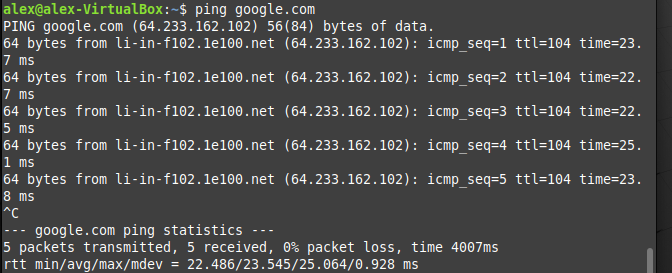 alex@alex-VirtualBox:~$ ping google.com
PING google.com (64.233.162.102) 56(84) bytes of data.
64 bytes from li-in-f102.1e100.net (64.233.162.102): icmp_seq=1 ttl=104 time=23.
7 ms
64 bytes from li-in-f102.1e100.net (64.233.162.102): icmp_seq=2 ttl=104 time=22.
7 ms
64 bytes from li-in-f102.1e100.net (64.233.162.102): icmp_seq=3 ttl=104 time=22.
5 ms
64 bytes from li-in-f102.1e100.net (64.233.162.102): icmp_seq=4 ttl=104 time=25.
1 ms
64 bytes from li-in-f102.1e100.net (64.233.162.102): icmp_seq=5 ttl=104 time=23.
8 ms
^C
--- google.com ping statistics ---
5 packets transmitted, 5 received, 0% packet loss, time 4007ms
rtt min/avg/max/mdev = 22.486/23.545/25.064/0.928 ms